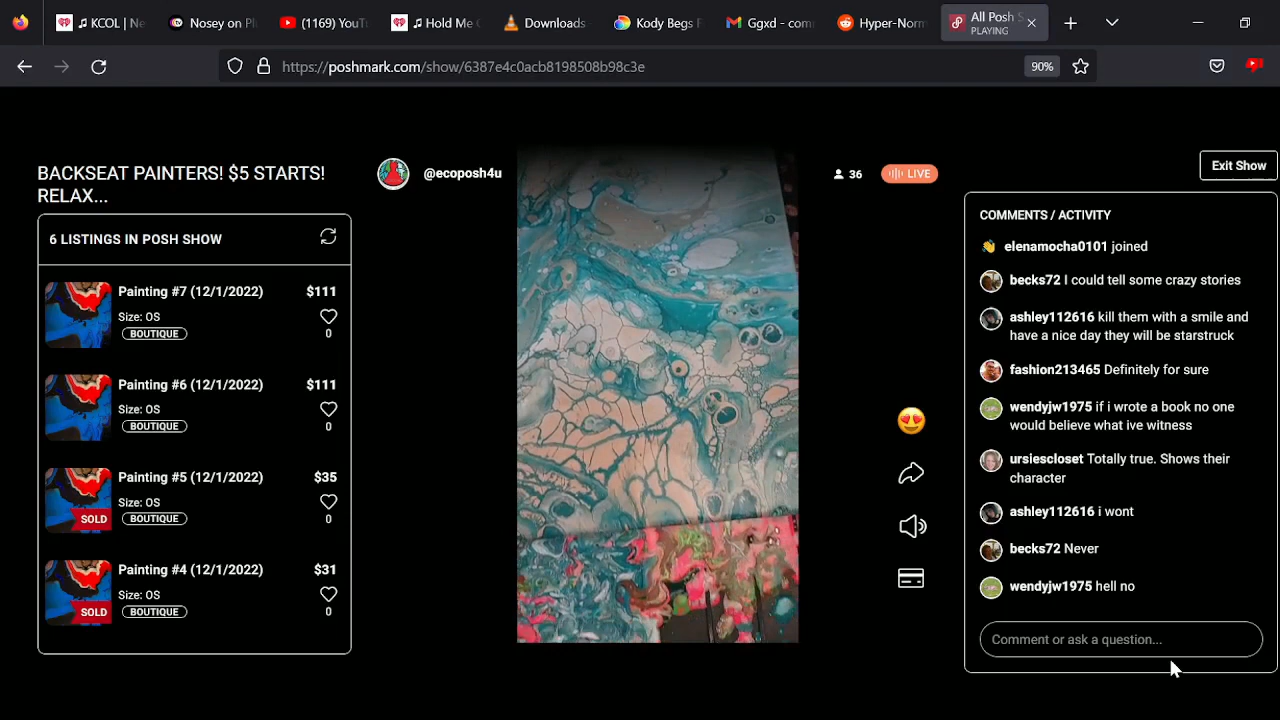 KCOL | Ne
Nosey on Pl
(1169) YouT
Hold Me
Downloads
Kody Begs F
Ggxd - com
Hyper-Norm
All Posh S
PLAYING
https://poshmark.com/show/6387e4c0acb8198508b98c3e
90%
BACKSEAT PAINTERS! $5 STARTS!
RELAX...
6 LISTINGS IN POSH SHOW
Painting #7 (12/1/2022) $111
Size: OS
BOUTIQUE 0
Painting #6 (12/1/2022) $111
Size: OS
BOUTIQUE 0
Painting #5 (12/1/2022) $35
Size: OS
SOLD BOUTIQUE 0
Painting #4 (12/1/2022) $31
Size: OS
SOLD BOUTIQUE 0
@ecoposh4u
36 LIVE
Exit Show
COMMENTS / ACTIVITY
elenamocha0101 joined
becks72 I could tell some crazy stories
ashley112616 kill them with a smile and
have a nice day they will be starstruck
fashion213465 Definitely for sure
wendyjw1975 if i wrote a book no one
would believe what ive witness
ursiescloset Totally true. Shows their
character
ashley112616 i wont
becks72 Never
wendyjw1975 hell no
Comment or ask a question...